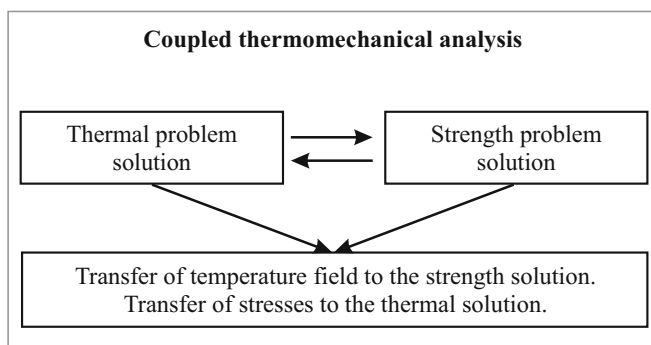 Coupled thermomechanical analysis
Thermal problem
solution
Strength problem
solution
Transfer of temperature field to the strength solution.
Transfer of stresses to the thermal solution.